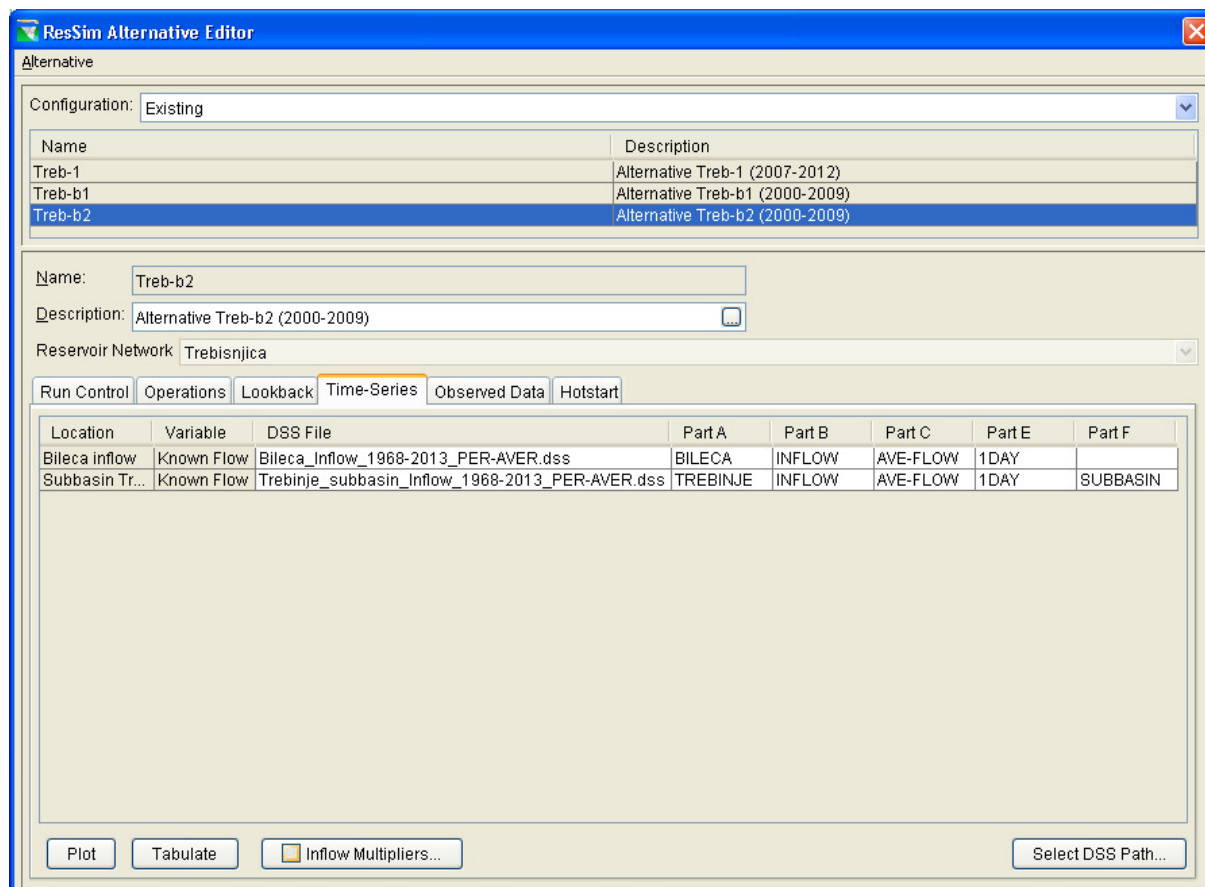 ResSim Alternative Editor
Alternative
Configuration: Existing
Name Description
Treb-1 Alternative Treb-1 (2007-2012)
Treb-b1 Alternative Treb-b1 (2000-2009)
Treb-b2 Alternative Treb-b2 (2000-2009)
Name: Treb-b2
Description: Alternative Treb-b2 (2000-2009) ...
Reservoir Network Trebisnjica
Run Control Operations Lookback Time-Series Observed Data Hotstart
Location Variable DSS File Part A Part B Part C Part E Part F
Bileca inflow Known Flow Bileca_Inflow_1968-2013_PER-AVER.dss BILECA INFLOW AVE-FLOW 1DAY
Subbasin Tr... Known Flow Trebinje_subbasin_Inflow_1968-2013_PER-AVER.dss TREBINJE INFLOW AVE-FLOW 1DAY SUBBASIN
Plot Tabulate Inflow Multipliers... Select DSS Path...